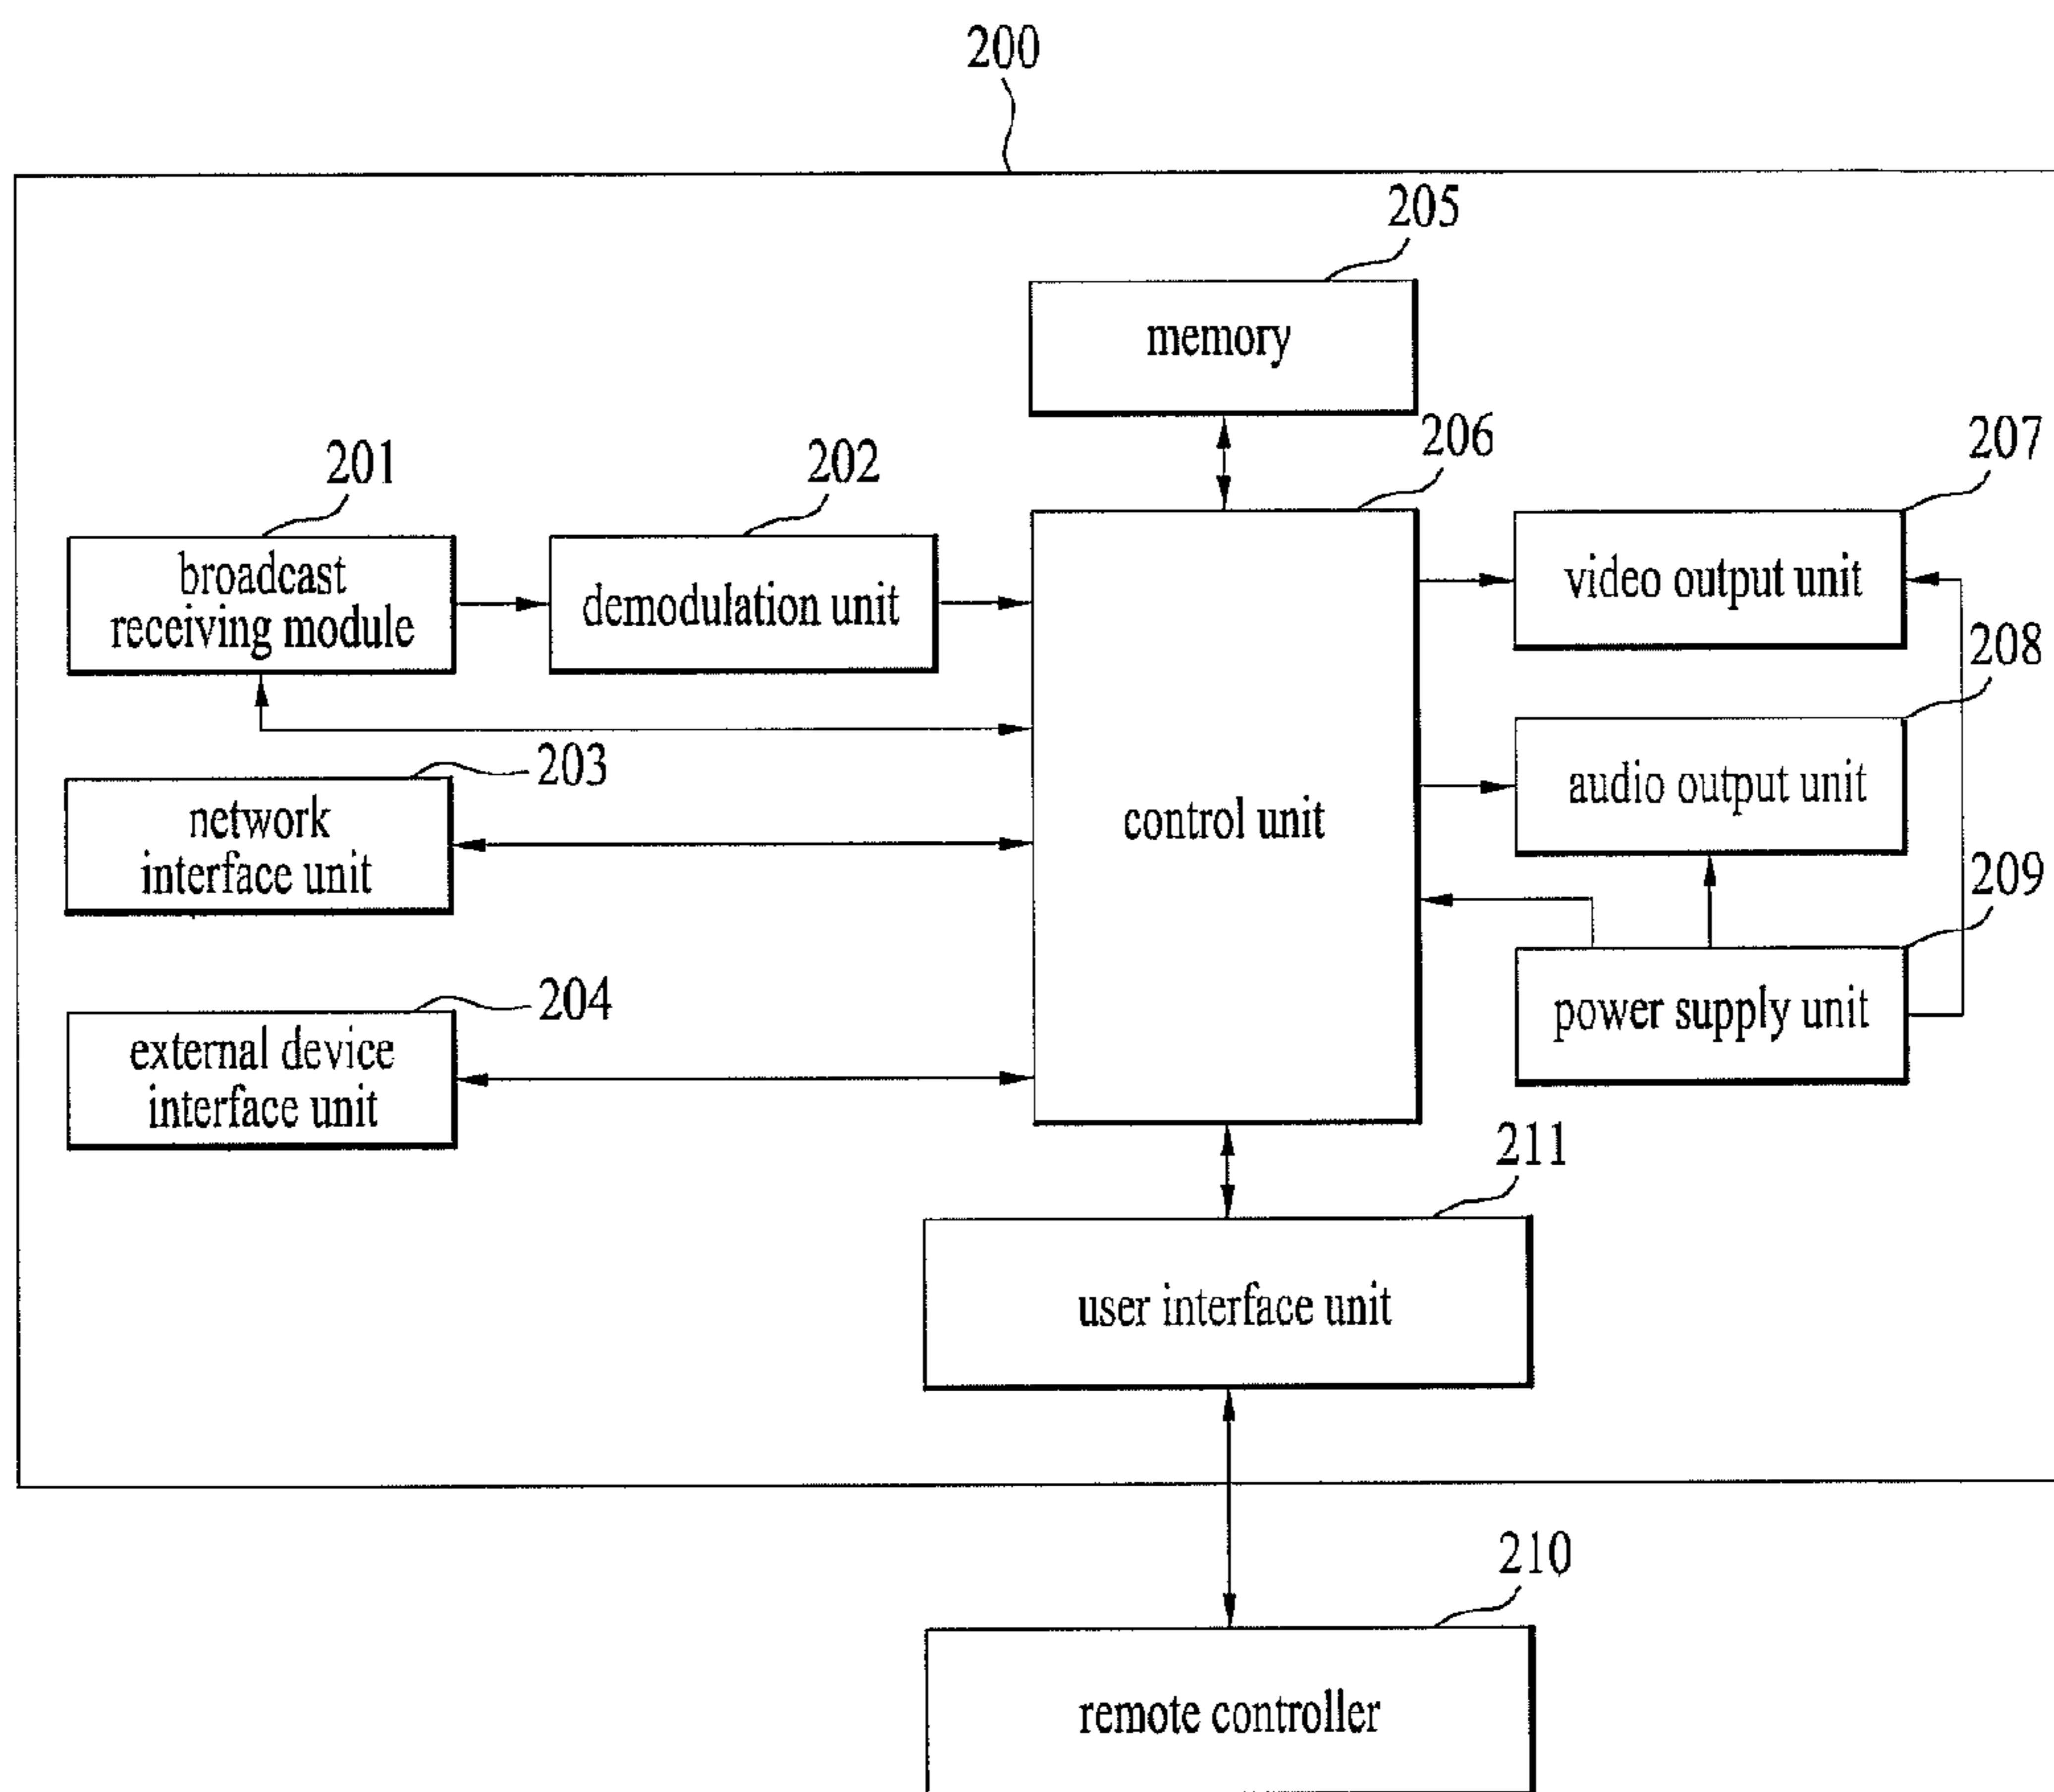 200
205
memory
206
207
201
202
broadcast
receiving module
demodulation unit
video output unit
208
203
network
interface unit
control unit
audio output unit
209
204
external device
interface unit
power supply unit
211
user interface unit
210
remote controller